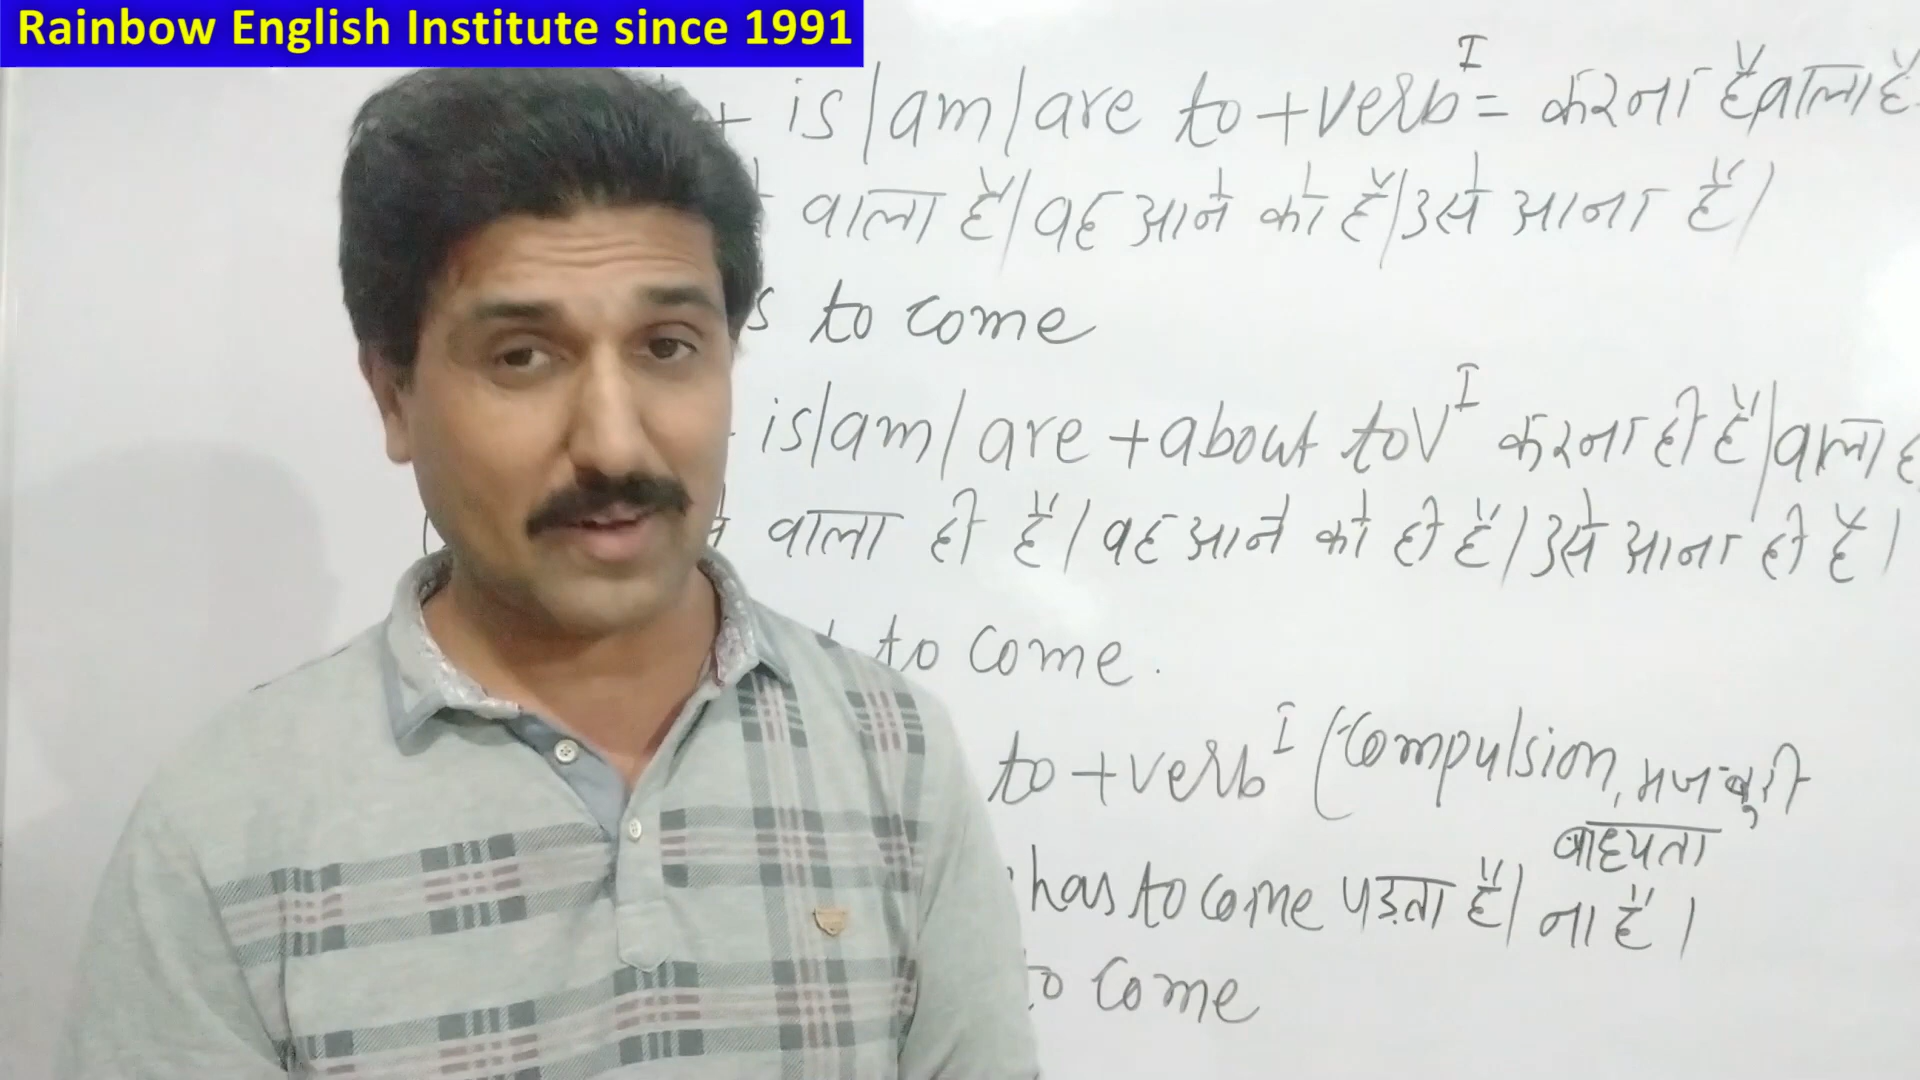 Rainbow English Institute since 1991
+ is/am/are to + verb I = करना है वाला है
वाला है / वह आने को है / उसे आना है /
to come
is/am/are + about to V I करना ही है / वाला है
वाला ही है / वह आने को ही है / उसे आना ही है ।
to come.
to + verb I (Compulsion, मजबुरी
बाध्यता
has to come पड़ता है / ना है ।
to come